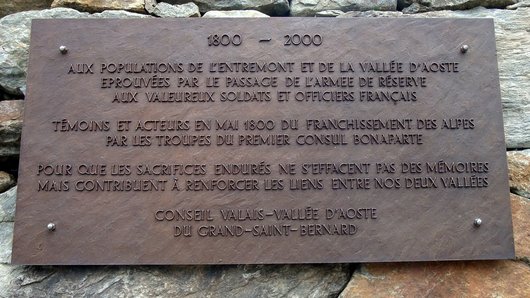 1800 – 2000
AUX POPULATIONS DE L'ENTREMONT ET DE LA VALLÉE D'AOSTE
EPROUVÉES PAR LE PASSAGE DE L'ARMEE DE RÉSERVE
AUX VALEUREUX SOLDATS ET OFFICIERS FRANÇAIS
TÉMOINS ET ACTEURS EN MAI 1800 DU FRANCHISSEMENT DES ALPES
PAR LES TROUPES DU PREMIER CONSUL BONAPARTE
POUR QUE LES SACRIFICES ENDURÉS NE S'EFFACENT PAS DES MÉMOIRES
MAIS CONTRIBUENT À RENFORCER LES LIENS ENTRE NOS DEUX VALLÉES
CONSEIL VALAIS-VALLÉE D'AOSTE
DU GRAND-SAINT-BERNARD